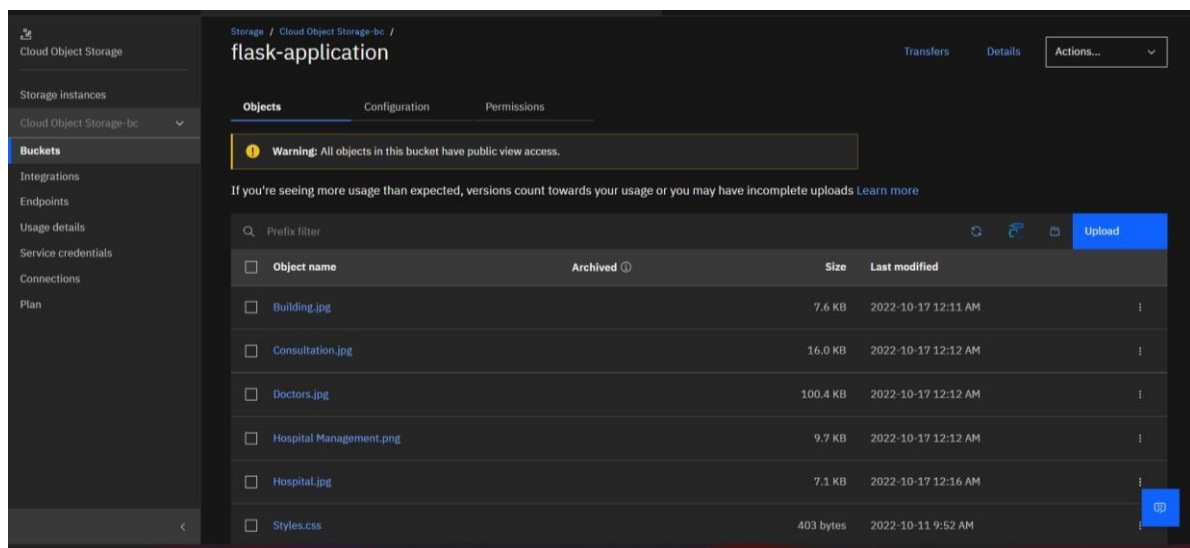 Cloud Object Storage
Storage instances
Cloud Object Storage-bc
Buckets
Integrations
Endpoints
Usage details
Service credentials
Connections
Plan
Storage / Cloud Object Storage-bc /
flask-application
Transfers Details Actions...
Objects Configuration Permissions
Warning: All objects in this bucket have public view access.
If you're seeing more usage than expected, versions count towards your usage or you may have incomplete uploads Learn more
Prefix filter Upload
Object name Archived Size Last modified
Building.jpg 7.6 KB 2022-10-17 12:11 AM
Consultation.jpg 16.0 KB 2022-10-17 12:12 AM
Doctors.jpg 100.4 KB 2022-10-17 12:12 AM
Hospital Management.png 9.7 KB 2022-10-17 12:12 AM
Hospital.jpg 7.1 KB 2022-10-17 12:16 AM
Styles.css 403 bytes 2022-10-11 9:52 AM